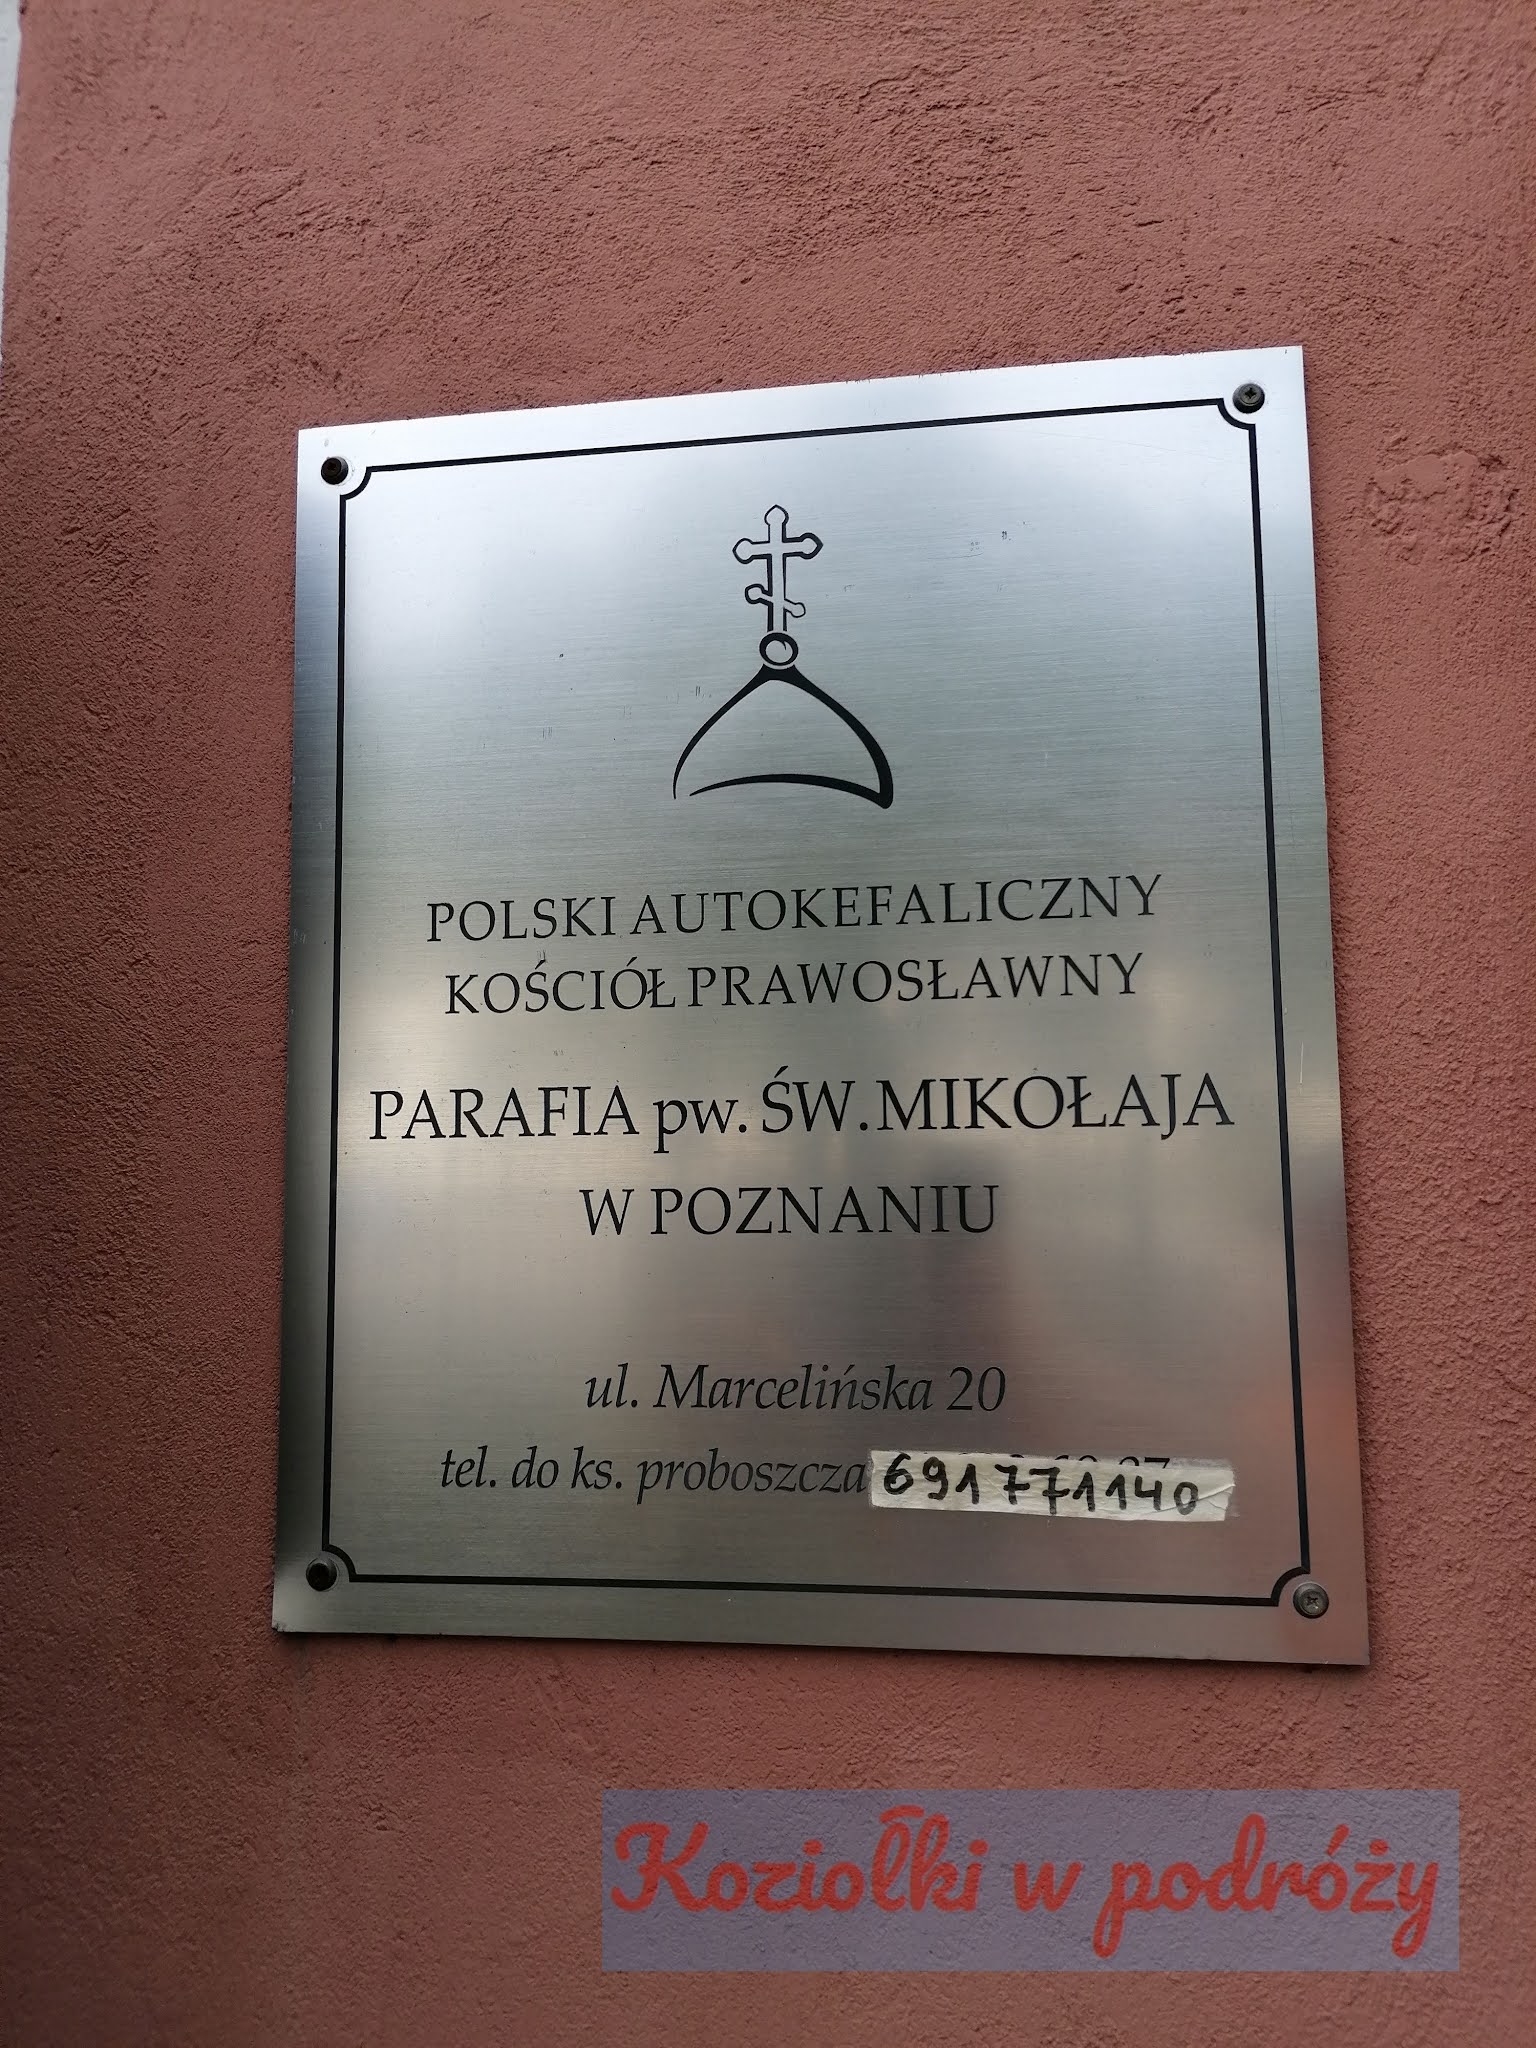 POLSKI AUTOKEFALICZNY
KOŚCIÓŁ PRAWOSŁAWNY
PARAFIA pw. ŚW. MIKOŁAJA
W POZNANIU
ul. Marcelińska 20
tel. do ks. proboszcza 691771140
Koziołki w podróży